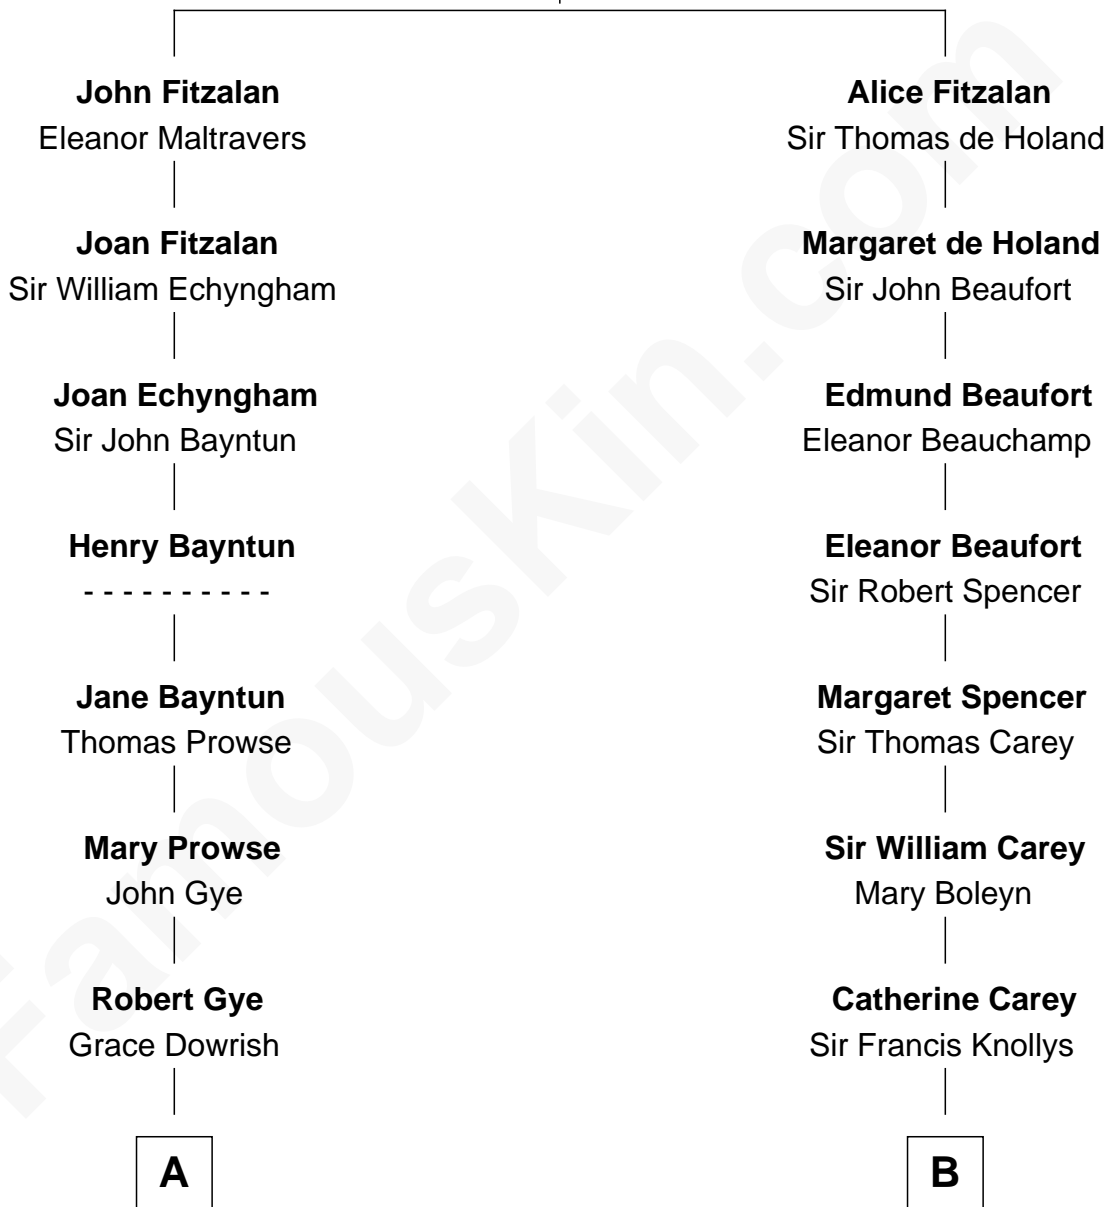 John Fitzalan
Eleanor Maltravers
Joan Fitzalan
Sir William Echyngham
Joan Echyngham
Sir John Bayntun
Henry Bayntun
- - - - - - - - - -
Jane Bayntun
Thomas Prowse
Mary Prowse
John Gye
Robert Gye
Grace Dowrish
A
Alice Fitzalan
Sir Thomas de Holand
Margaret de Holand
Sir John Beaufort
Edmund Beaufort
Eleanor Beauchamp
Eleanor Beaufort
Sir Robert Spencer
Margaret Spencer
Sir Thomas Carey
Sir William Carey
Mary Boleyn
Catherine Carey
Sir Francis Knollys
B
FamousKin.com